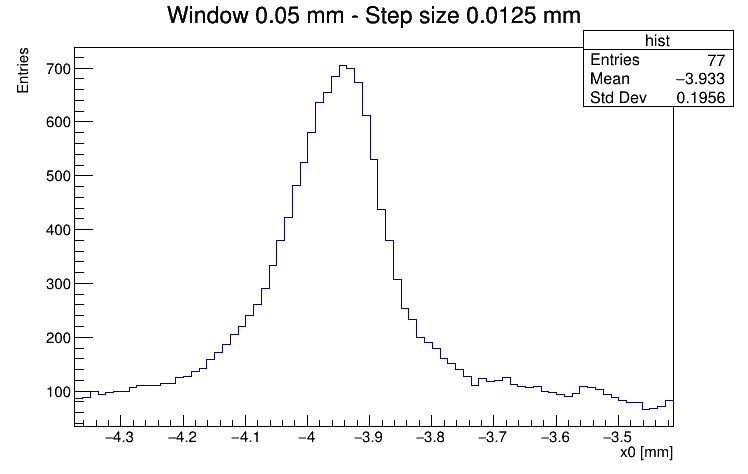 Window 0.05 mm - Step size 0.0125 mm
hist
Entries 77
Mean −3.933
Std Dev 0.1956
Entries
700
600
500
400
300
200
100
−4.3 −4.2 −4.1 −4 −3.9 −3.8 −3.7 −3.6 −3.5
x0 [mm]